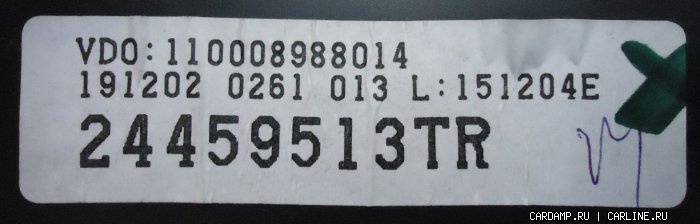 VDO:110008988014
191202 0261 013 L:151204E
24459513TR
CARDAMP.RU | CARLINE.RU